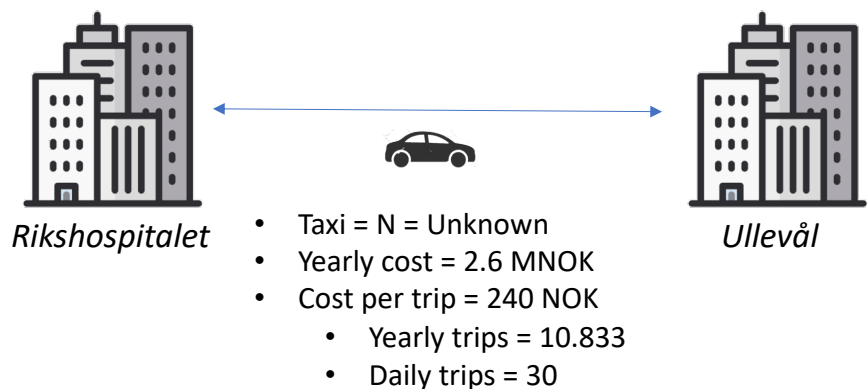 Rikshospitalet
Ullevål
• Taxi = N = Unknown
• Yearly cost = 2.6 MNOK
• Cost per trip = 240 NOK
• Yearly trips = 10.833
• Daily trips = 30